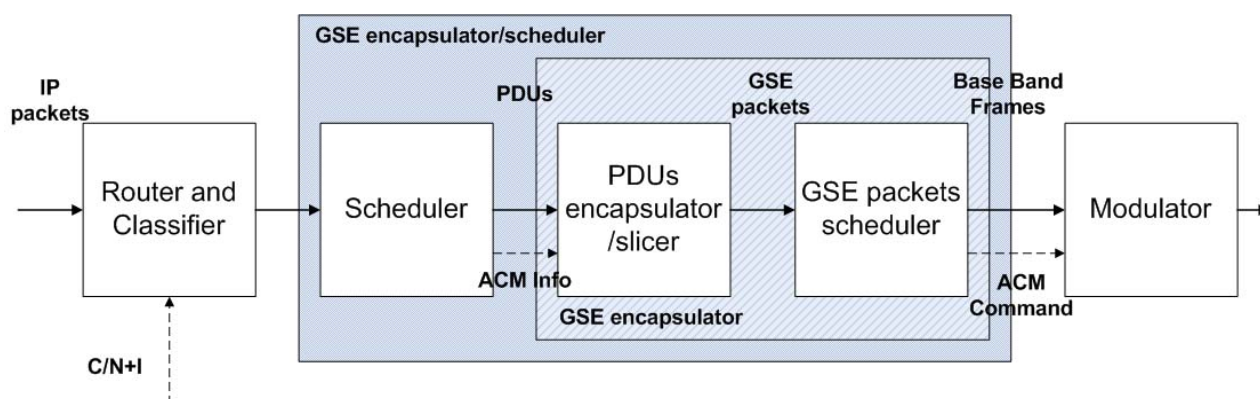 GSE encapsulator/scheduler
IP
packets
PDUs
GSE
packets
Base Band
Frames
Router and
Classifier
Scheduler
PDUs
encapsulator
/slicer
GSE packets
scheduler
Modulator
ACM Info
ACM
Command
GSE encapsulator
C/N+I